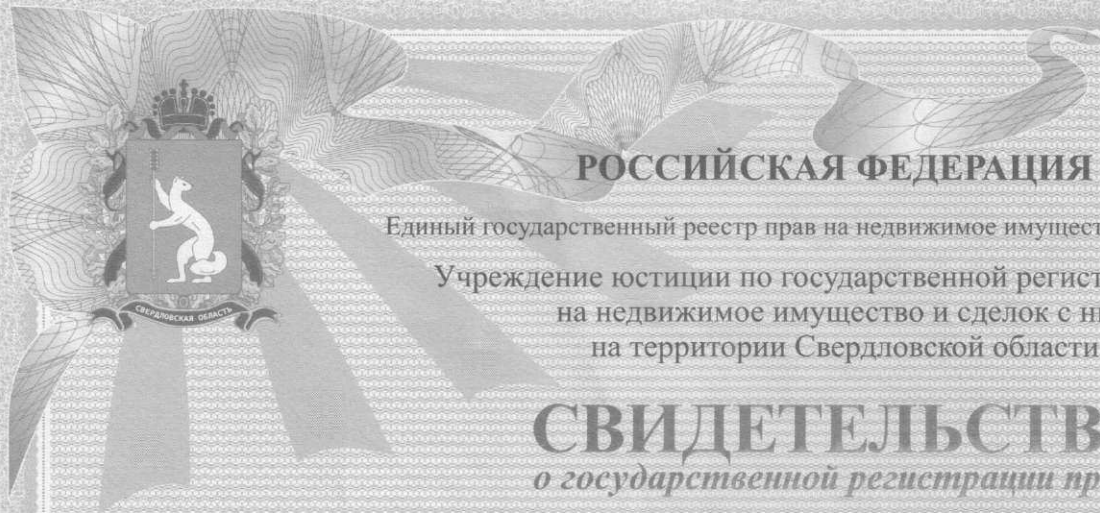 РОССИЙСКАЯ ФЕДЕРАЦИЯ
Единый государственный реестр прав на недвижимое имущест
Учреждение юстиции по государственной регист
на недвижимое имущество и сделок с ни
на территории Свердловской области
СВЕРДЛОВСКАЯ ОБЛАСТЬ
СВИДЕТЕЛЬСТВ
о государственной регистрации пр